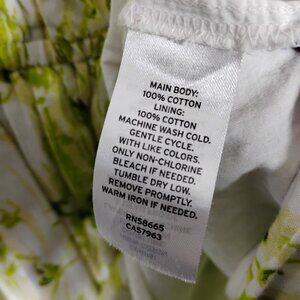 MAIN BODY:
100% COTTON
LINING:
100% COTTON
MACHINE WASH COLD.
GENTLE CYCLE.
WITH LIKE COLORS.
ONLY NON-CHLORINE
BLEACH IF NEEDED.
TUMBLE DRY LOW.
REMOVE PROMPTLY.
WARM IRON IF NEEDED.
RN58665
CA57963